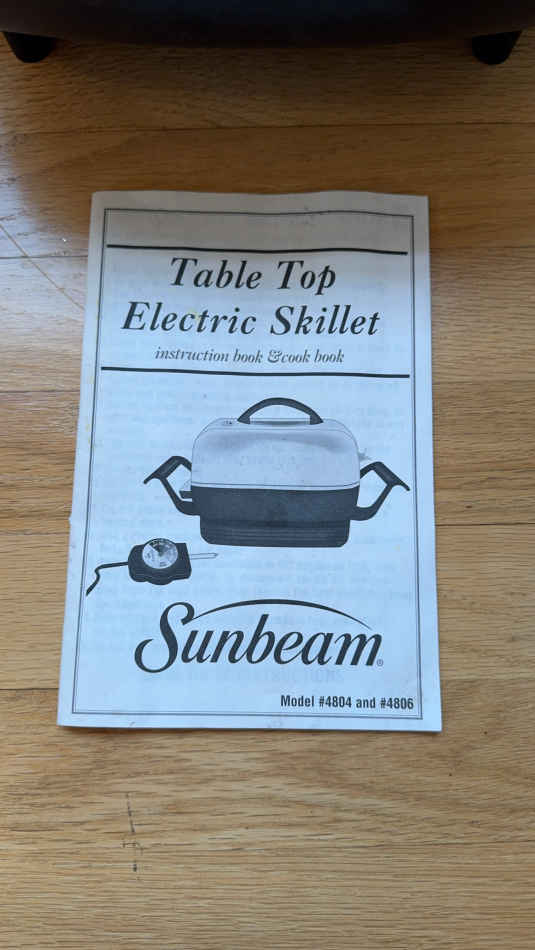 Table Top
Electric Skillet
instruction book & cook book
Sunbeam®
Model #4804 and #4806